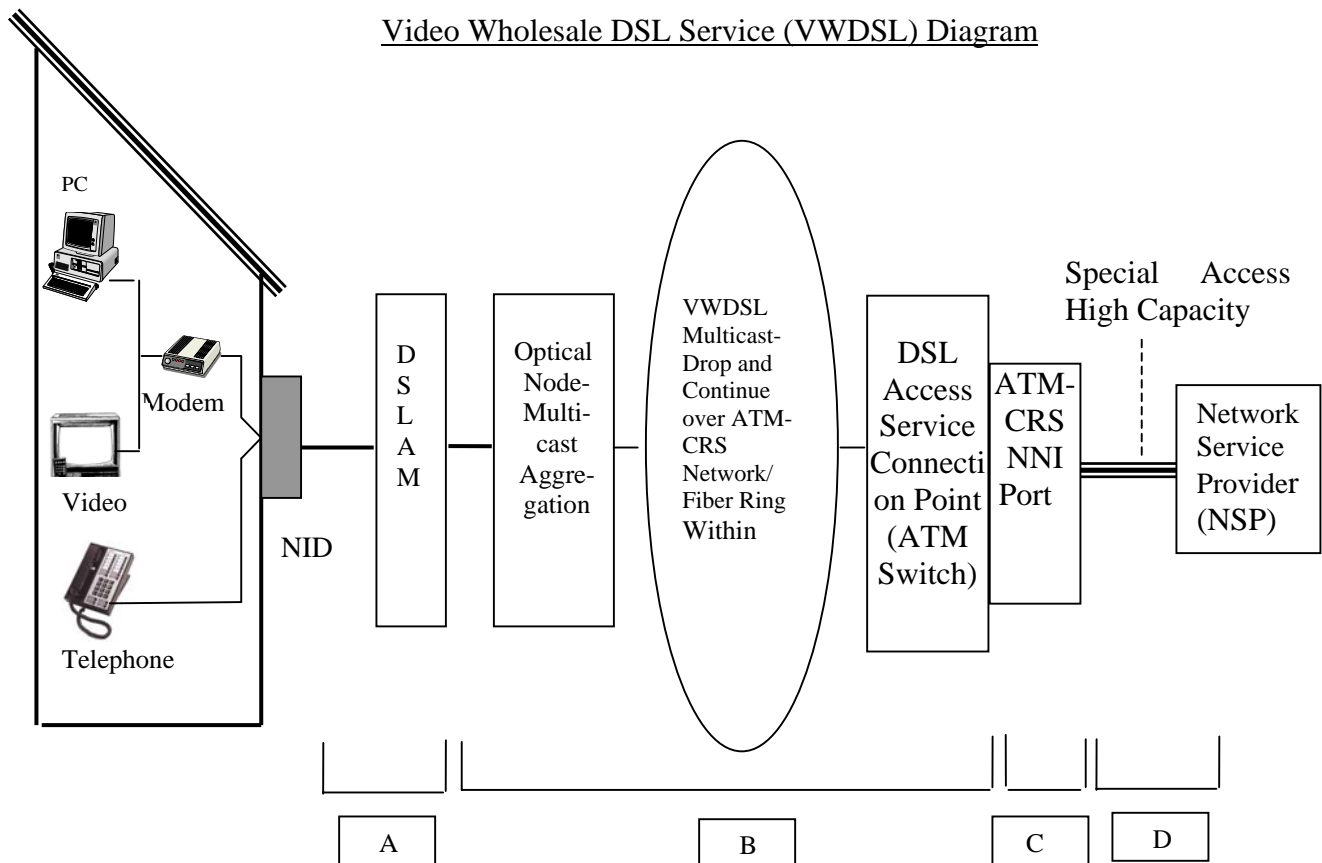 Video Wholesale DSL Service (VWDSL) Diagram
PC
Modem
Video
Telephone
NID
D
S
L
A
M
Optical
Node-
Multi-
cast
Aggre-
gation
VWDSL
Multicast-
Drop and
Continue
over ATM-
CRS
Network/
Fiber Ring
Within
DSL
Access
Service
Connecti
on Point
(ATM
Switch)
ATM-
CRS
NNI
Port
Special Access
High Capacity
Network
Service
Provider
(NSP)
A
B
C
D